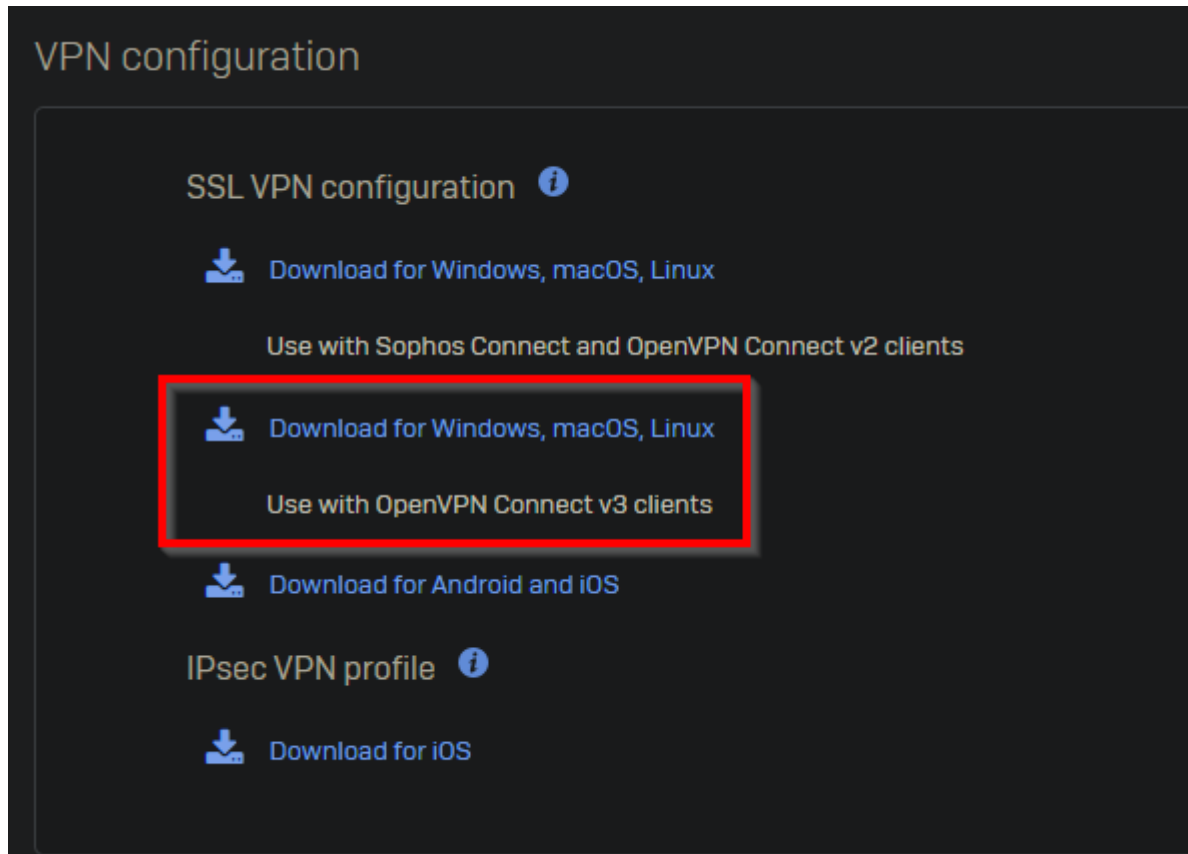 VPN configuration
SSL VPN configuration
Download for Windows, macOS, Linux
Use with Sophos Connect and OpenVPN Connect v2 clients
Download for Windows, macOS, Linux
Use with OpenVPN Connect v3 clients
Download for Android and iOS
IPsec VPN profile
Download for iOS